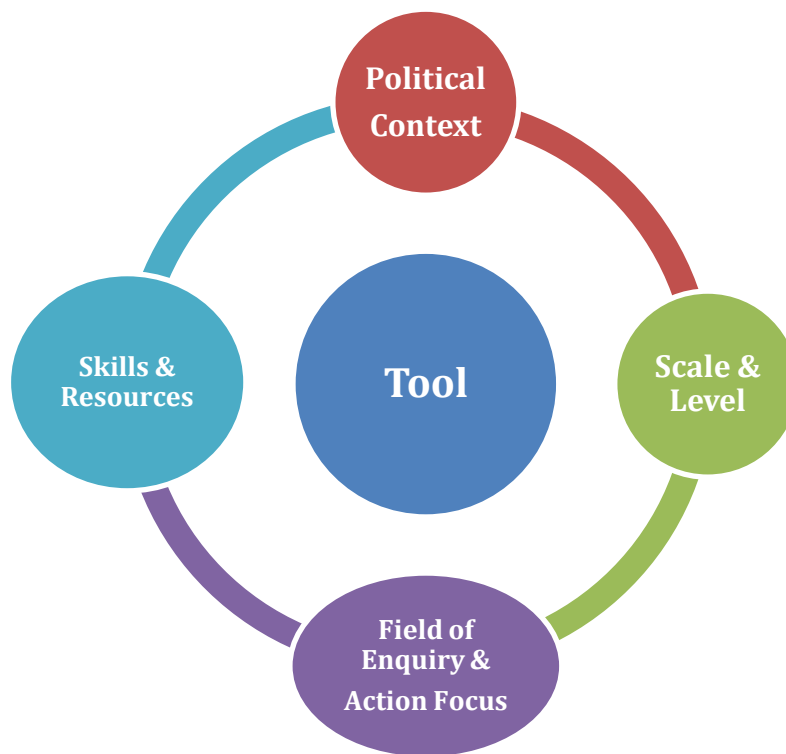 Political
Context
Skills &
Resources
Tool
Scale &
Level
Field of
Enquiry &
Action Focus